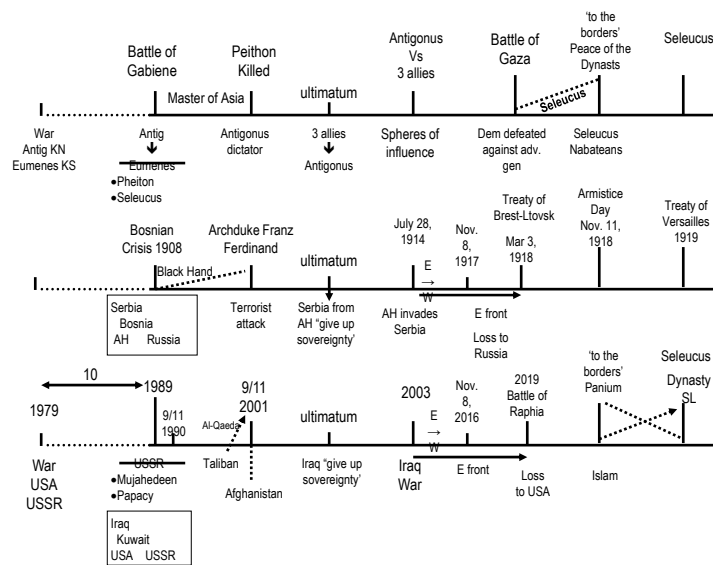 Battle of
Gabiene
Peithon
Killed
ultimatum
Antigonus
Vs
3 allies
Battle of
Gaza
‘to the
borders’
Peace of the
Dynasts
Seleucus
Master of Asia
Seleucus
War
Antig KN
Eumenes KS
Antig
Eumenes
●Pheiton
●Seleucus
Antigonus
dictator
3 allies
Antigonus
Spheres of
influence
Dem defeated
against adv.
gen
Seleucus
Nabateans
Bosnian
Crisis 1908
Archduke Franz
Ferdinand
ultimatum
July 28,
1914
Nov.
8,
1917
Treaty of
Brest-Ltovsk
Mar 3,
1918
Armistice
Day
Nov. 11,
1918
Treaty of
Versailles
1919
Black Hand
E
→
W
Serbia
Bosnia
AH Russia
Terrorist
attack
Serbia from
AH “give up
sovereignty’
AH invades
Serbia
E front
Loss to
Russia
10
1979
1989
9/11
1990
Al-Qaeda
9/11
2001
ultimatum
2003
E
→
W
Nov.
8,
2016
2019
Battle of
Raphia
‘to the
borders’
Panium
Seleucus
Dynasty
SL
War
USA
USSR
USSR
●Mujahedeen
●Papacy
Taliban
Afghanistan
Iraq “give up
sovereignty’
Iraq
War
E front
Loss
to USA
Islam
Iraq
Kuwait
USA USSR